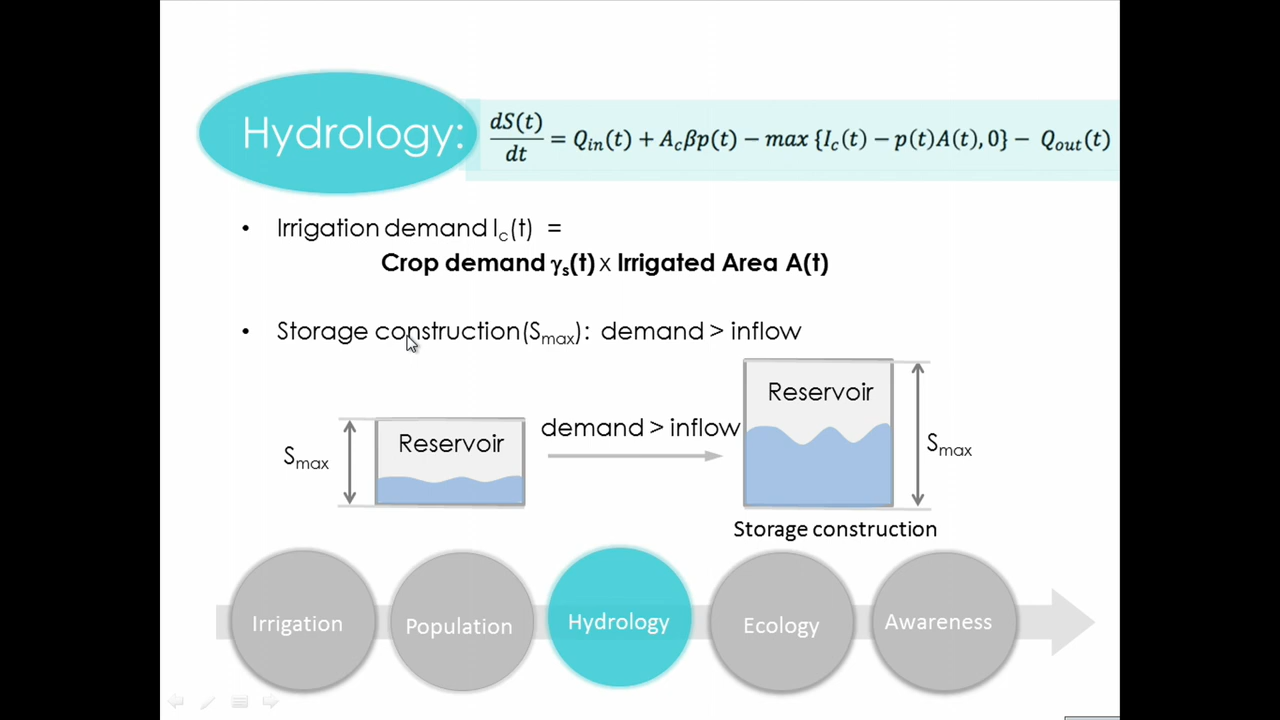 Hydrology:
dS(t)/dt = Q_in(t) + A_cβp(t) − max {I_c(t) − p(t)A(t), 0} − Q_out(t)
• Irrigation demand I_c(t) =
Crop demand γ_s(t) x Irrigated Area A(t)
• Storage construction(S_max): demand > inflow
S_max
Reservoir
demand > inflow
Reservoir
S_max
Storage construction
Irrigation
Population
Hydrology
Ecology
Awareness